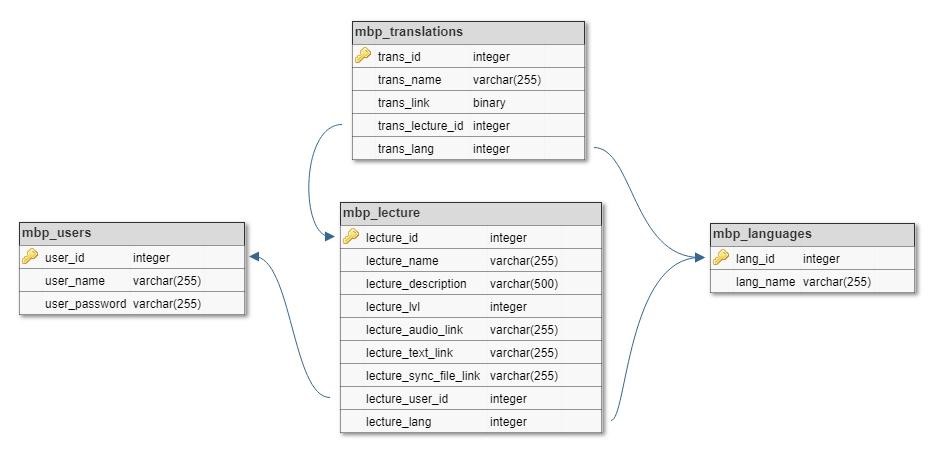 mbp_translations
trans_id integer
trans_name varchar(255)
trans_link binary
trans_lecture_id integer
trans_lang integer
mbp_users
user_id integer
user_name varchar(255)
user_password varchar(255)
mbp_lecture
lecture_id integer
lecture_name varchar(255)
lecture_description varchar(500)
lecture_lvl integer
lecture_audio_link varchar(255)
lecture_text_link varchar(255)
lecture_sync_file_link varchar(255)
lecture_user_id integer
lecture_lang integer
mbp_languages
lang_id integer
lang_name varchar(255)